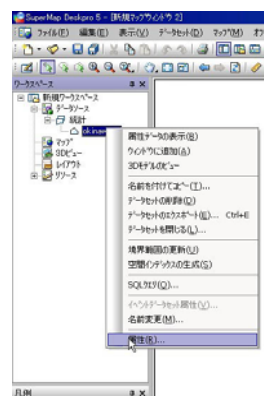 SuperMap Deskpro 5 - [新規マップウィンドウ 2]
ファイル(F) 編集(E) 表示(V) データセット(D) マップ(M)
ワークスペース
新規ワークスペース
データソース
統計
okinaw
マップ
3Dビュー
レイアウト
リソース
属性データの表示(B)
ウィンドウに追加(A)
3Dモデルのビュー
名前を付けてコピー(T)...
データセットの削除(D)
データセットのエクスポート(E)... Ctrl+E
データセットを閉じる(L)...
境界範囲の更新(U)
空間インデックスの生成(S)
SQLクエリ(Q)...
イベントデータセット属性(V)...
名前変更(M)...
属性(R)...
凡例